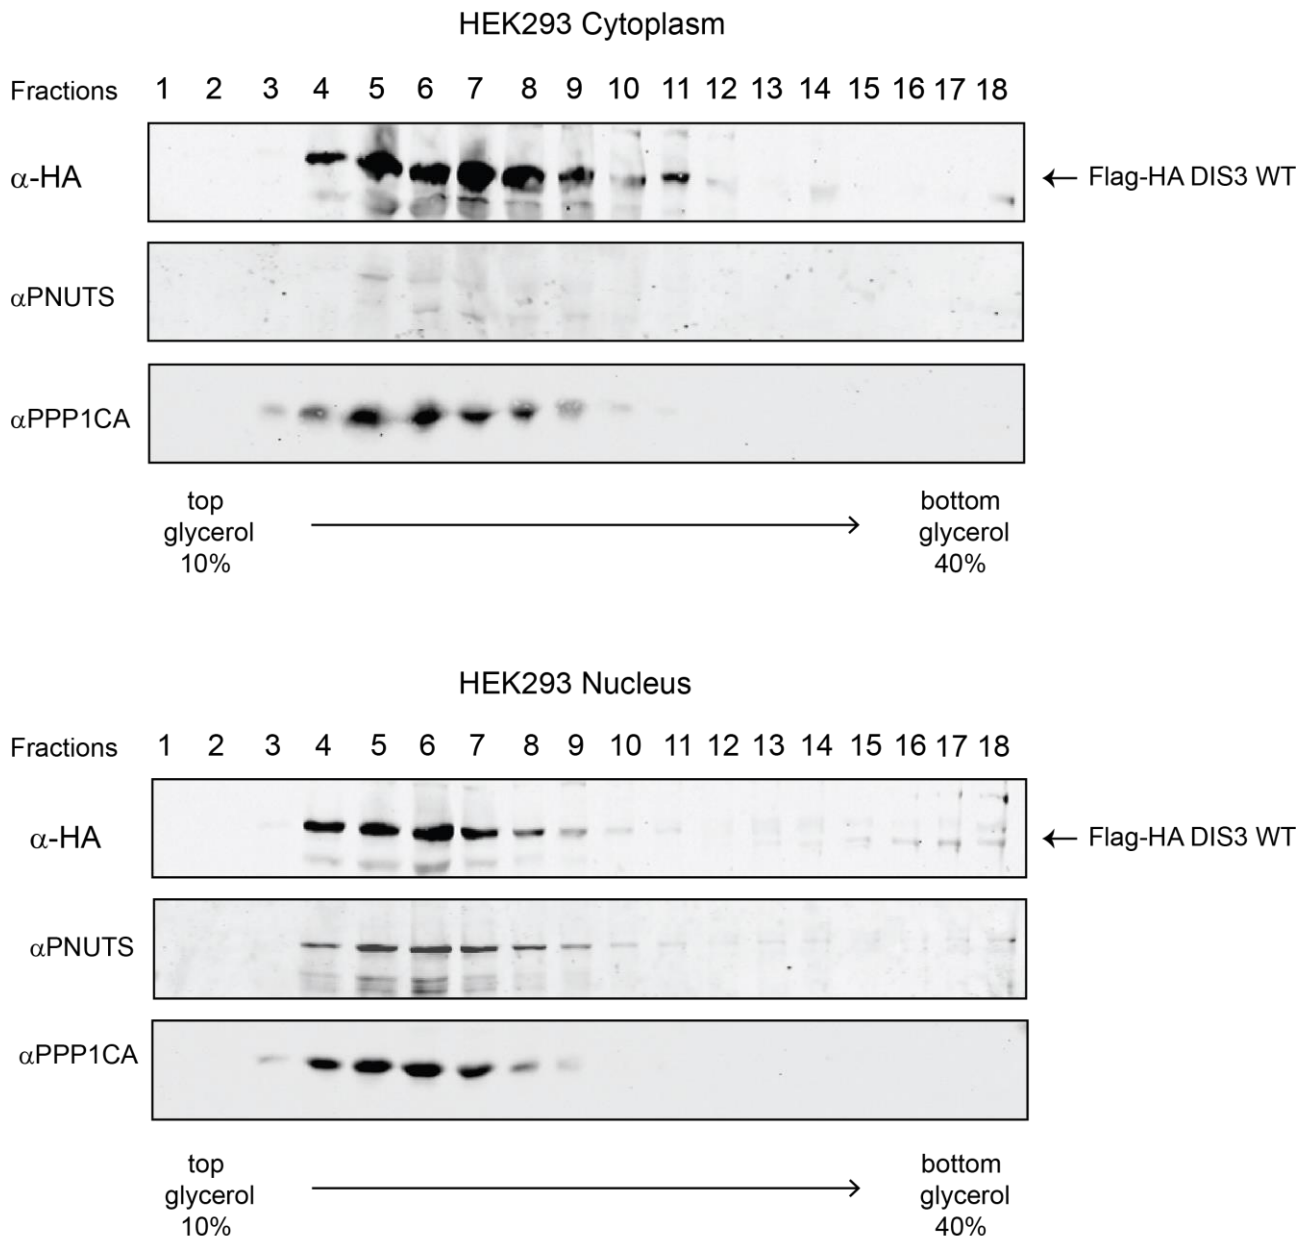 HEK293 Cytoplasm
Fractions 1 2 3 4 5 6 7 8 9 10 11 12 13 14 15 16 17 18
α-HA
← Flag-HA DIS3 WT
αPNUTS
αPPP1CA
top
glycerol
10%
bottom
glycerol
40%
HEK293 Nucleus
Fractions 1 2 3 4 5 6 7 8 9 10 11 12 13 14 15 16 17 18
α-HA
← Flag-HA DIS3 WT
αPNUTS
αPPP1CA
top
glycerol
10%
bottom
glycerol
40%